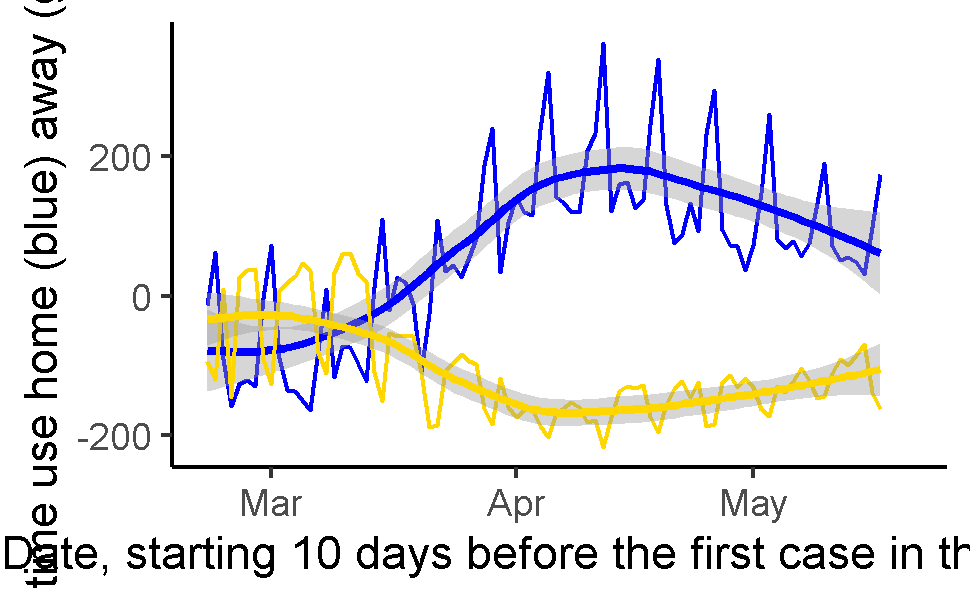 time use home (blue) away (
200
0
-200
Mar Apr May
Date, starting 10 days before the first case in th